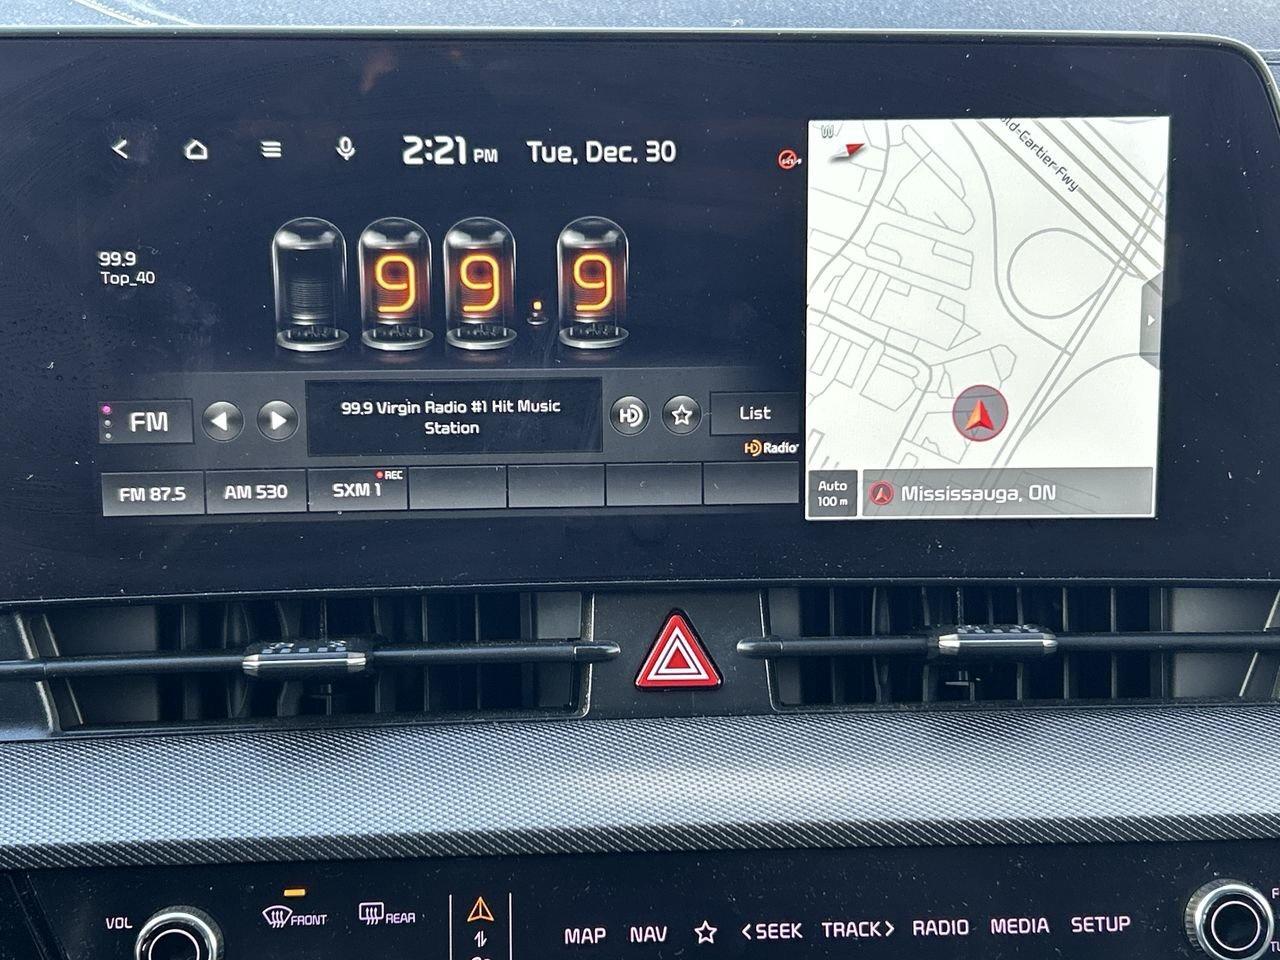 2:21 PM Tue, Dec. 30
99.9
Top_40
9 9 . 9
FM
99.9 Virgin Radio #1 Hit Music
Station
HD
List
HD Radio
FM 87.5
AM 530
SXM 1
REC
W
old-Cartier-Fwy
Auto
100 m
Mississauga, ON
VOL
FRONT
REAR
MAP
NAV
< SEEK
TRACK >
RADIO
MEDIA
SETUP